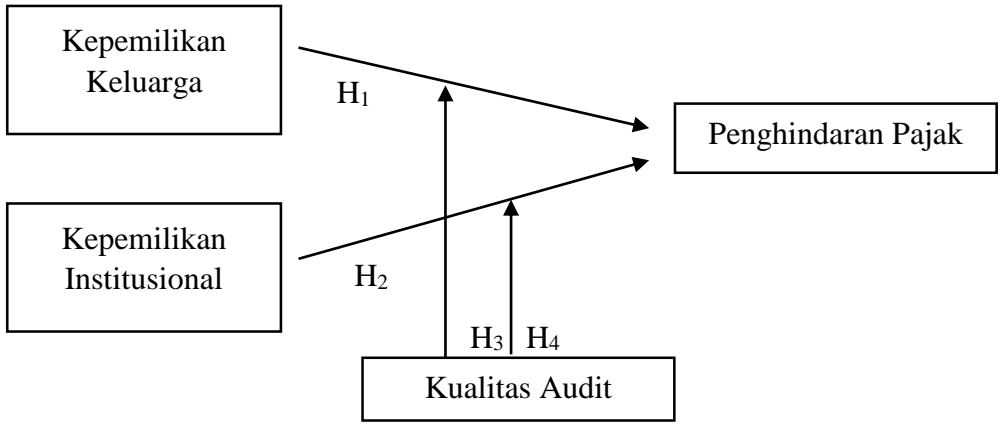 Kepemilikan
Keluarga
H₁
Penghindaran Pajak
Kepemilikan
Institusional
H₂
H₃ H₄
Kualitas Audit